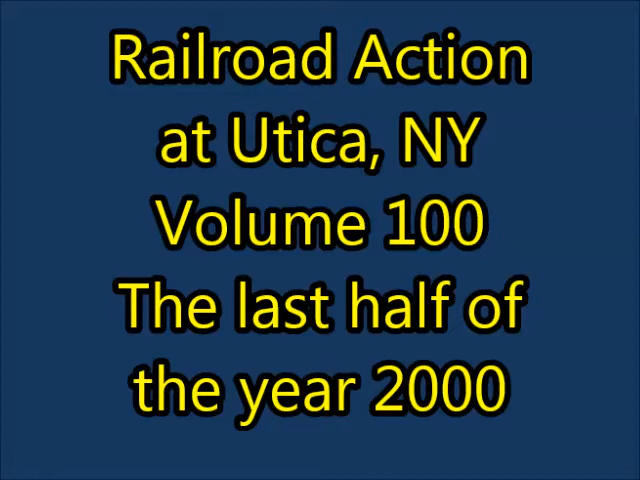 Railroad Action
at Utica, NY
Volume 100
The last half of
the year 2000